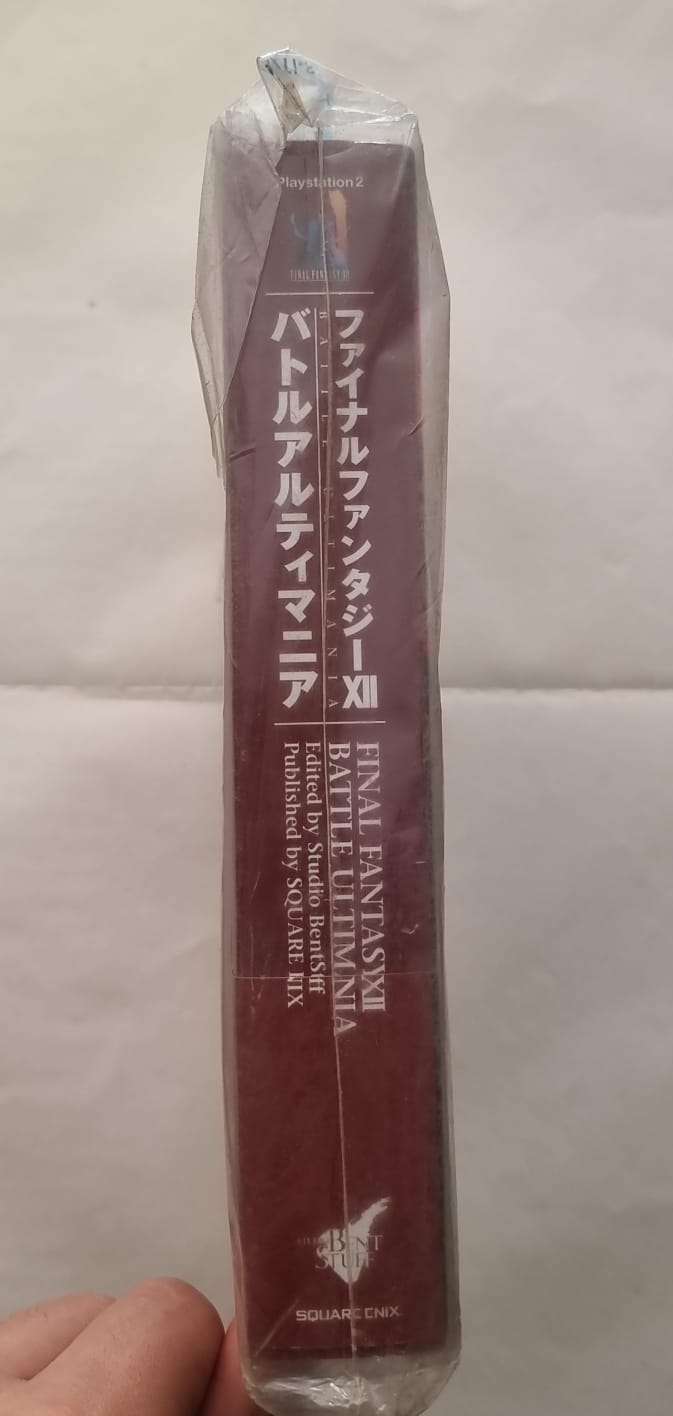 Playstation 2
FINAL FANTASY XII
ファイナルファンタジーXII
BATTLE ULTIMANIA
バトルアルティマニア
FINAL FANTASY XII
BATTLE ULTIMANIA
Edited by Studio BentStuff
Published by SQUARE ENIX
BENT
STUFF
SQUARE ENIX